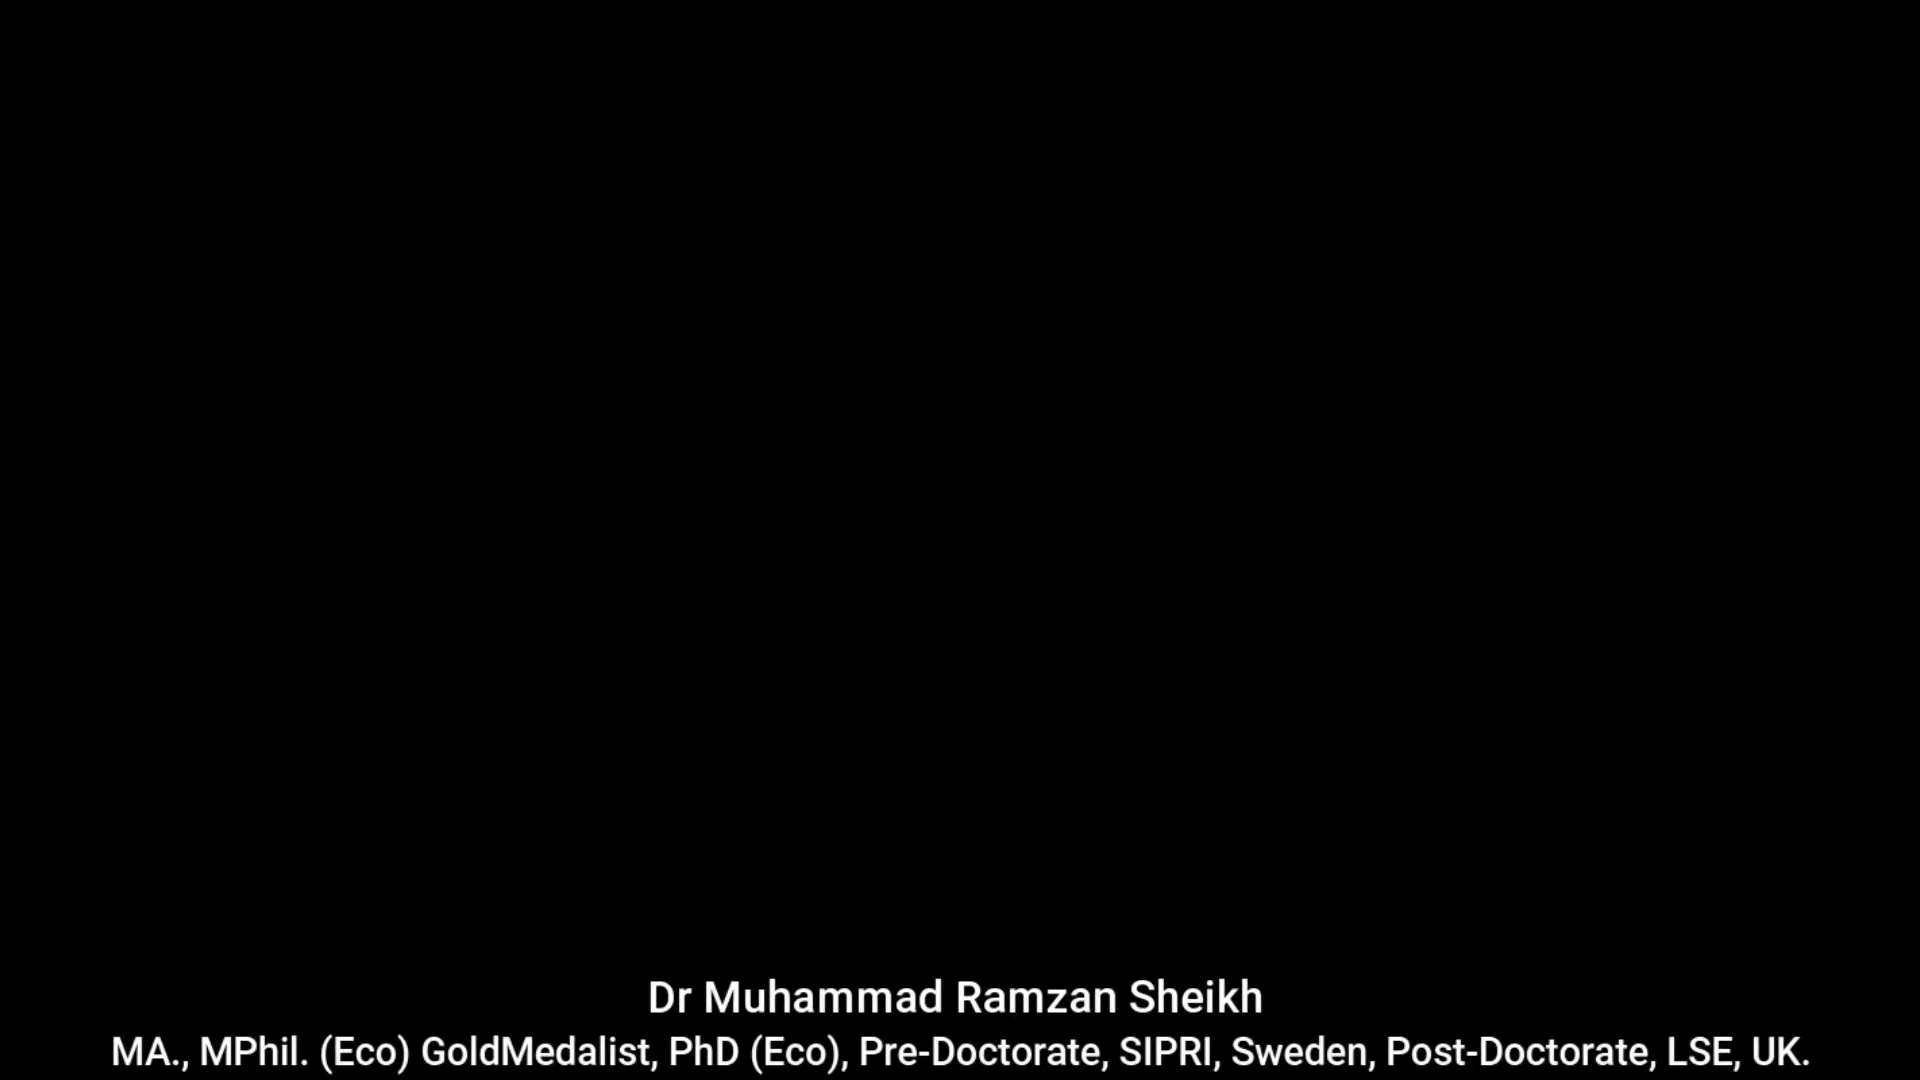 Dr Muhammad Ramzan Sheikh
MA., MPhil. (Eco) GoldMedalist, PhD (Eco), Pre-Doctorate, SIPRI, Sweden, Post-Doctorate, LSE, UK.